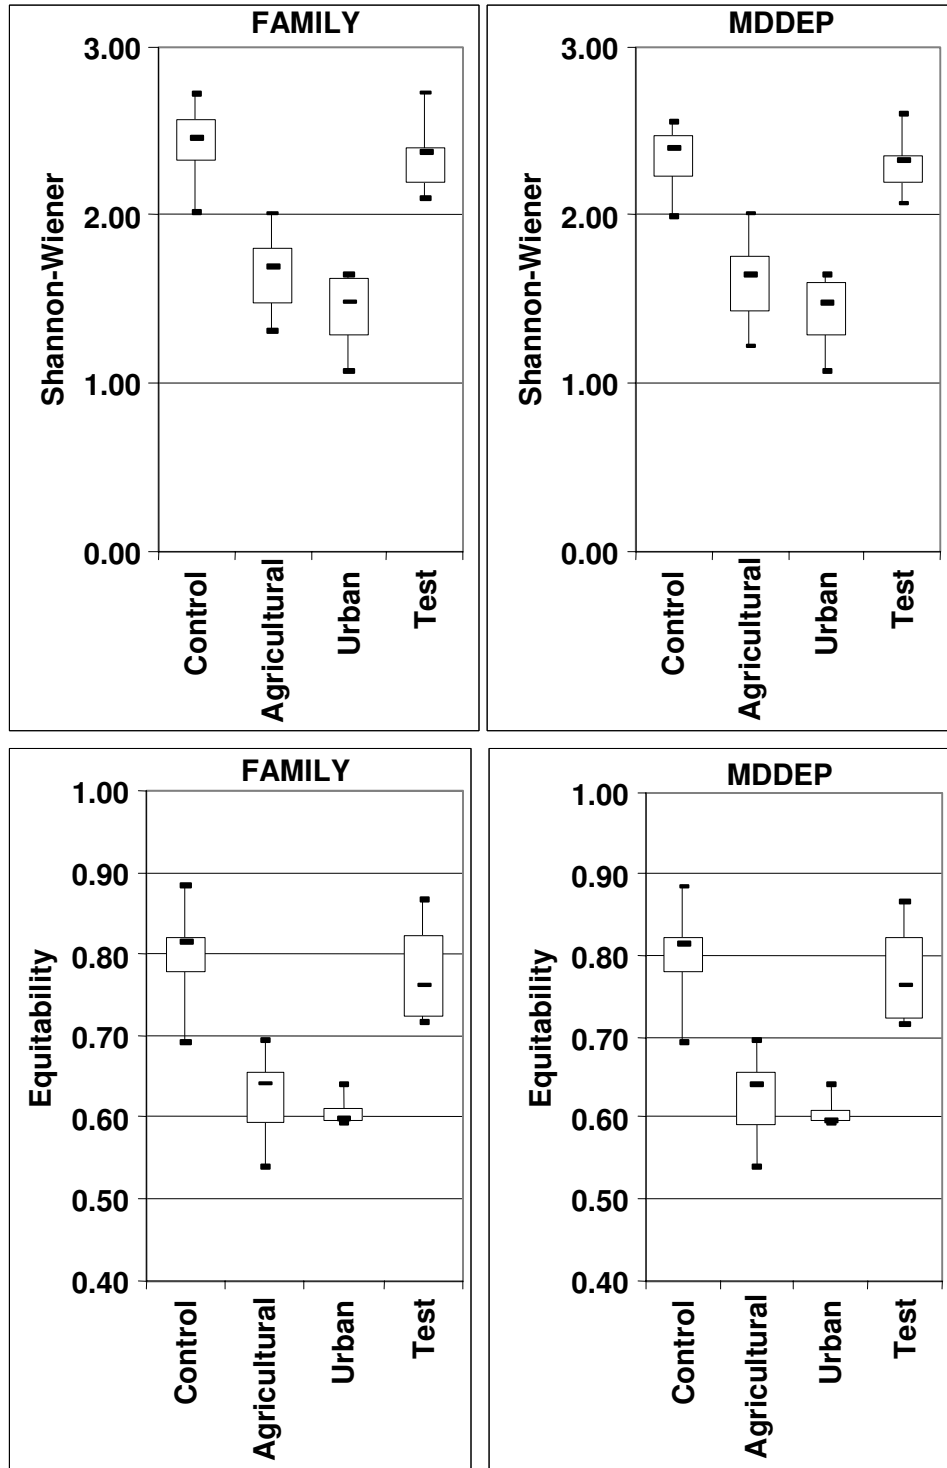 FAMILY
3.00
2.00
1.00
0.00
Shannon-Wiener
Control
Agricultural
Urban
Test
MDDEP
3.00
2.00
1.00
0.00
Shannon-Wiener
Control
Agricultural
Urban
Test
FAMILY
1.00
0.90
0.80
0.70
0.60
0.50
0.40
Equitability
Control
Agricultural
Urban
Test
MDDEP
1.00
0.90
0.80
0.70
0.60
0.50
0.40
Equitability
Control
Agricultural
Urban
Test